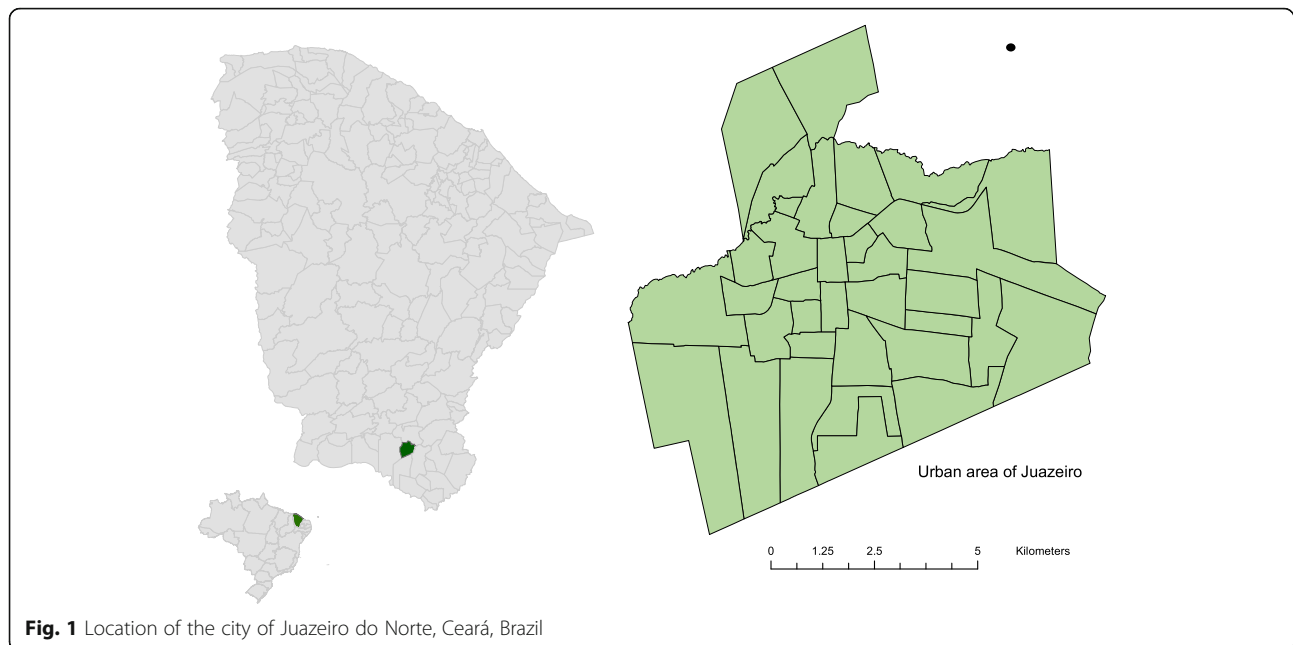 Urban area of Juazeiro
0 1.25 2.5 5 Kilometers
Fig. 1 Location of the city of Juazeiro do Norte, Ceará, Brazil